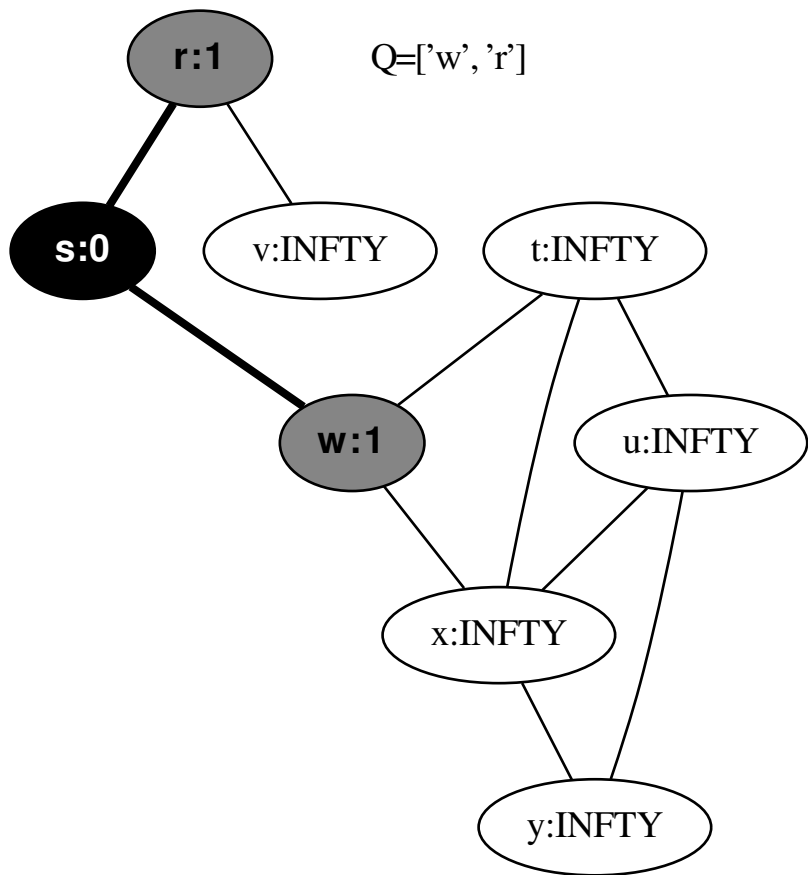 r:1
Q=['w', 'r']
s:0
v:INFTY
t:INFTY
w:1
u:INFTY
x:INFTY
y:INFTY